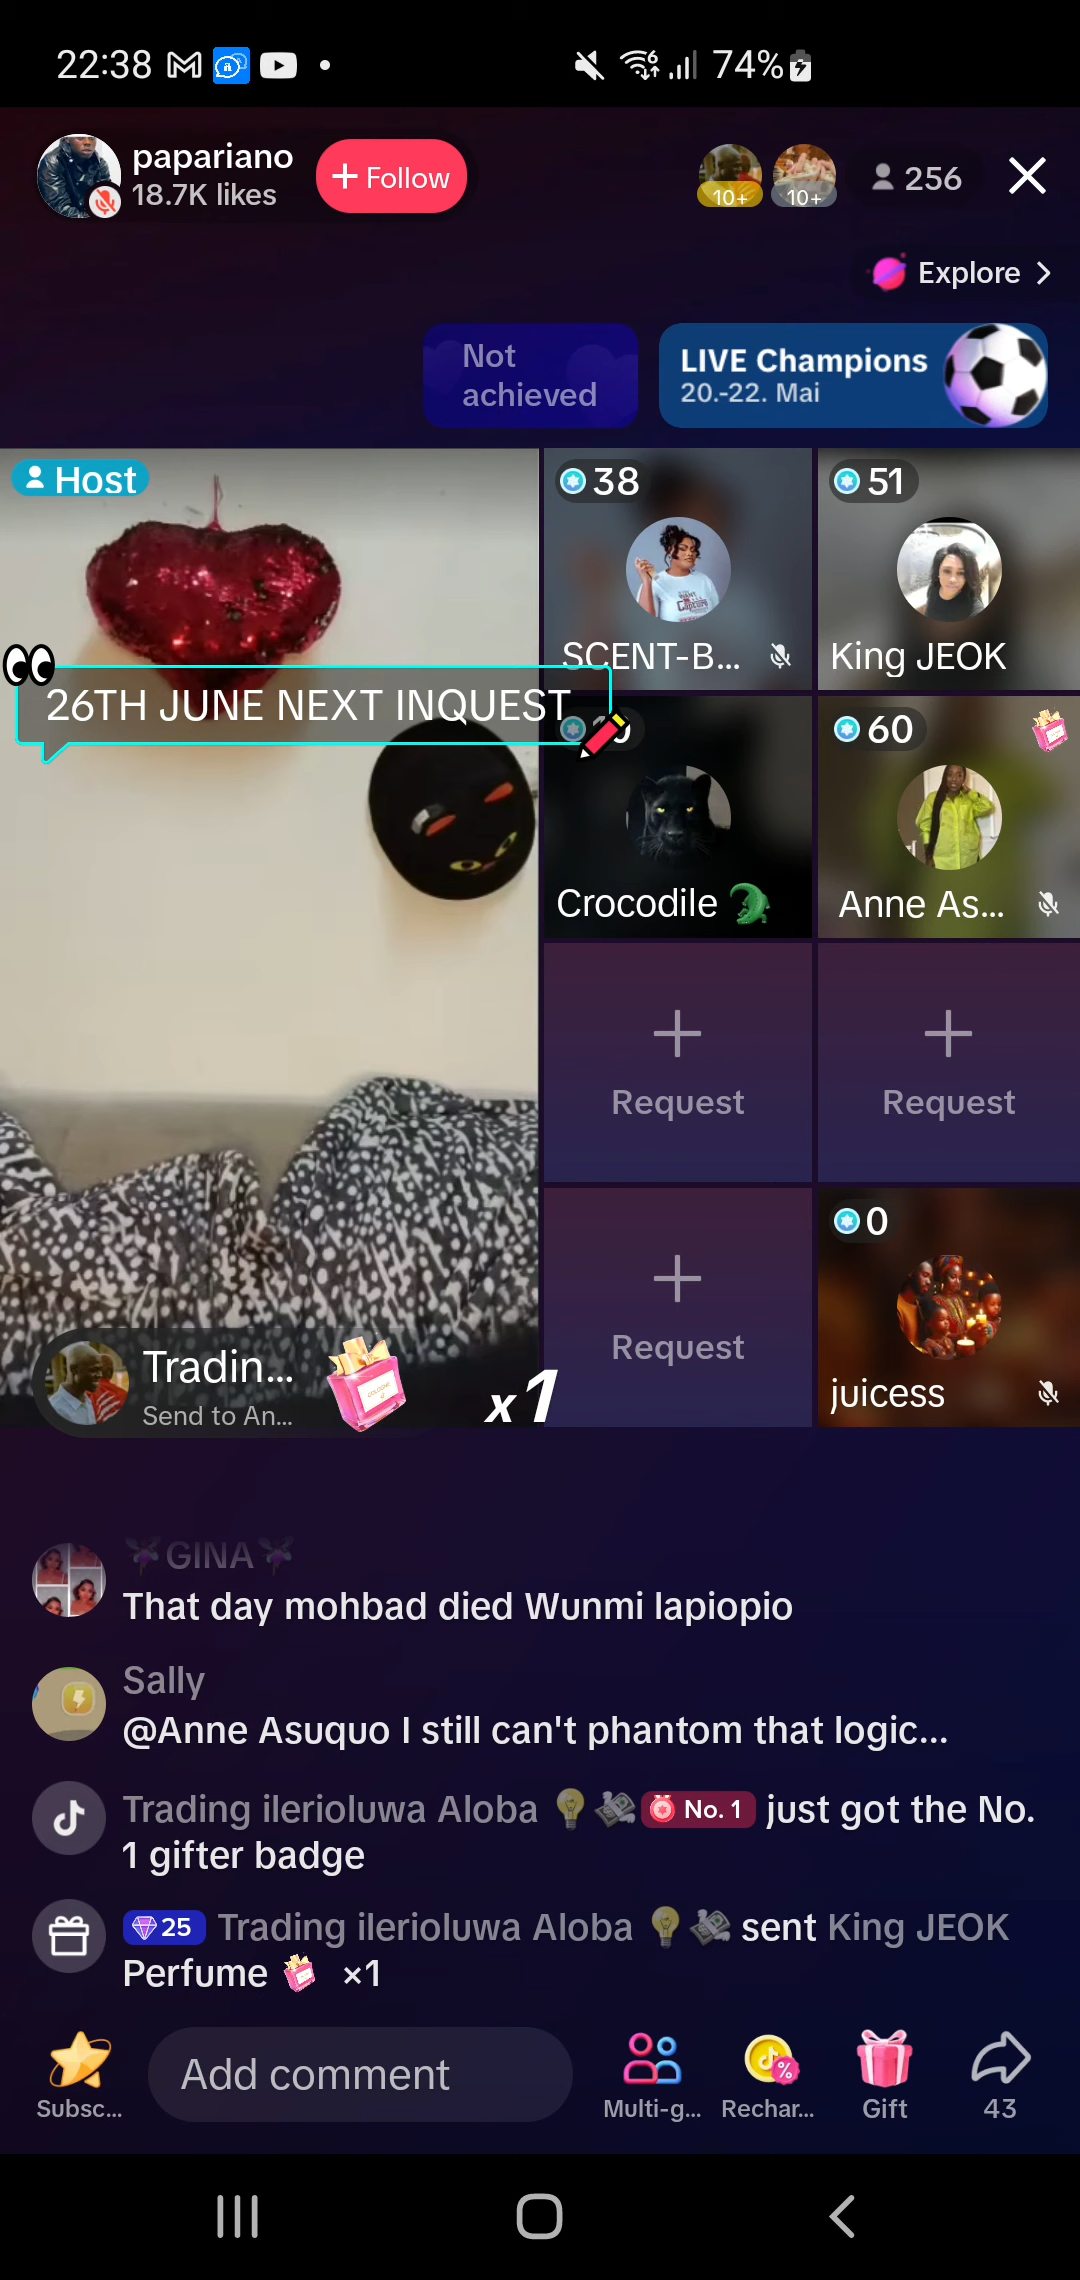 22:38
74%
papariano
18.7K likes
+ Follow
10+
10+
256
Explore
Not
achieved
LIVE Champions
20.-22. Mai
Host
38
51
SCENT-B...
King JEOK
26TH JUNE NEXT INQUEST
60
Crocodile
Anne As...
Request
Request
Request
0
juicess
Tradin...
Send to An...
x1
GINA
That day mohbad died Wunmi lapiopio
Sally
@Anne Asuquo I still can't phantom that logic...
Trading ilerioluwa Aloba No. 1 just got the No.
1 gifter badge
25 Trading ilerioluwa Aloba sent King JEOK
Perfume ×1
Subsc...
Add comment
Multi-g...
Rechar...
Gift
43